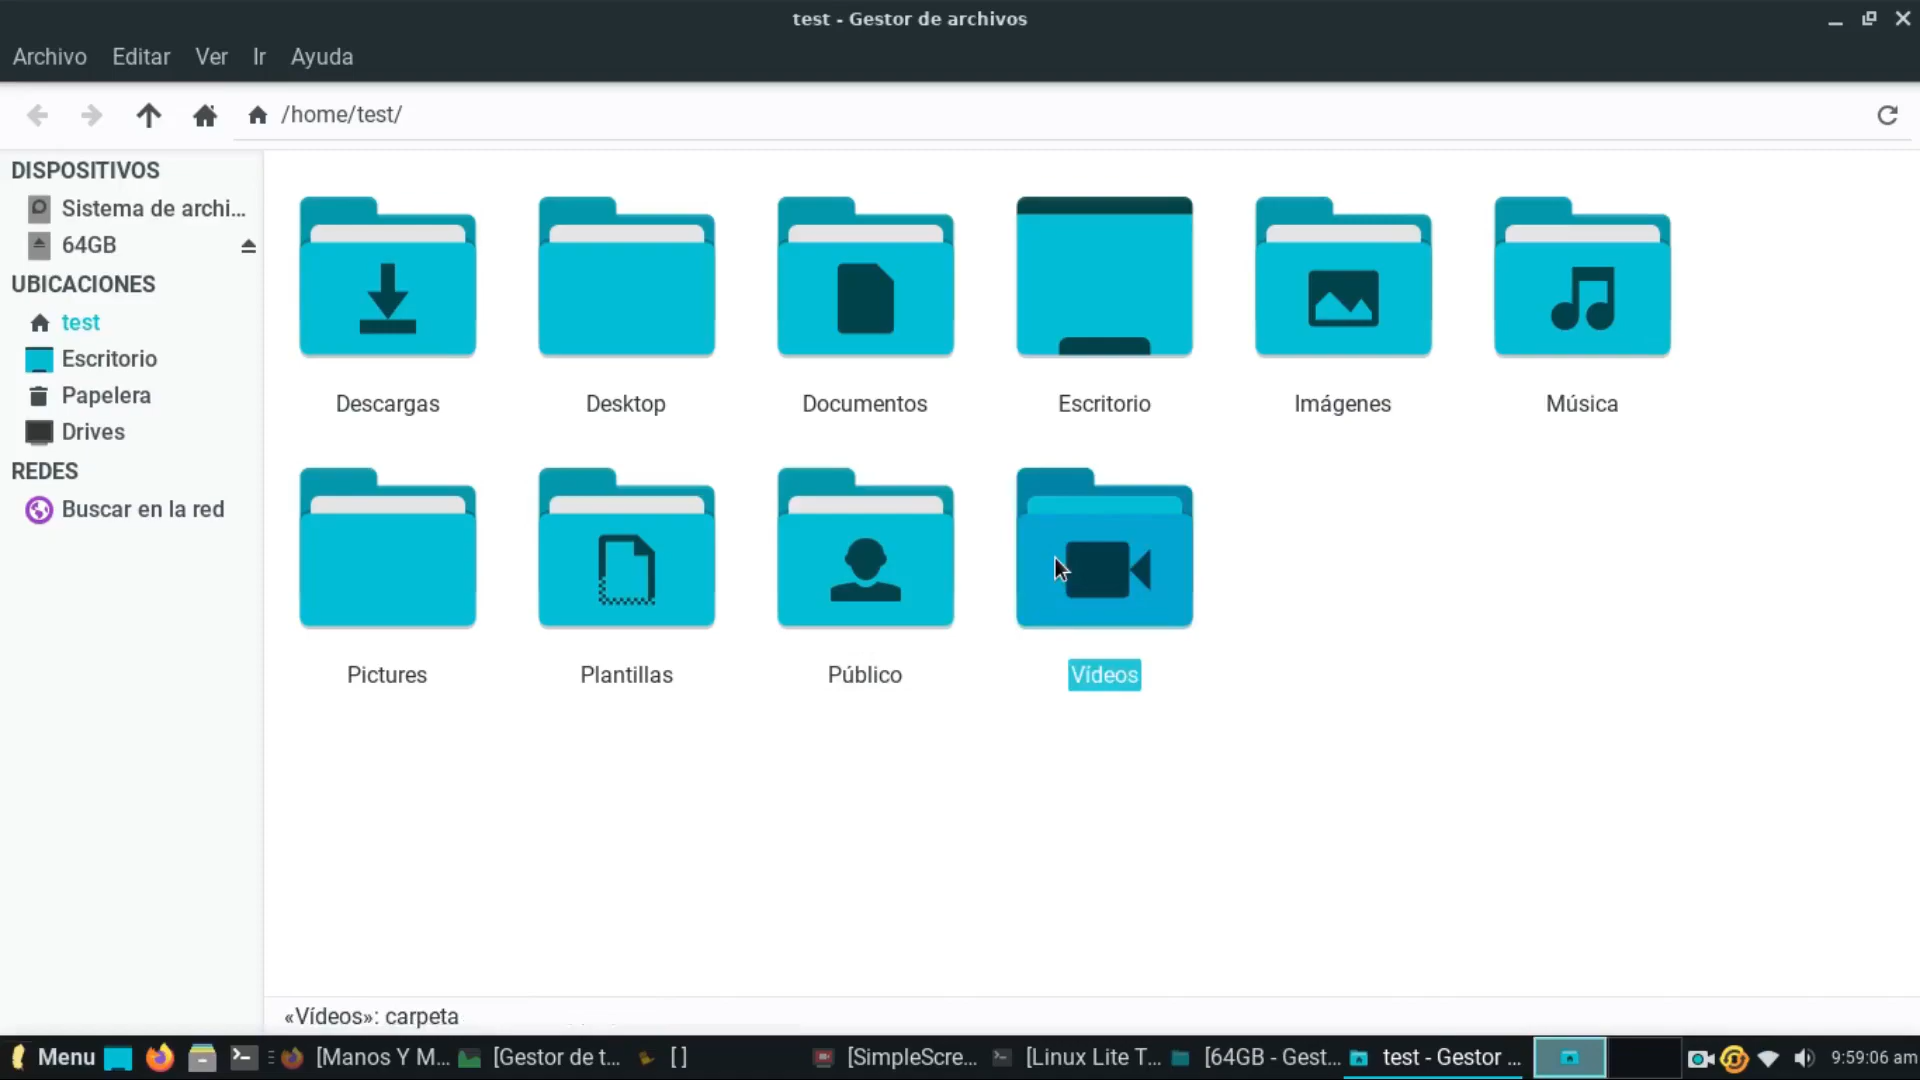 test - Gestor de archivos
Archivo Editar Ver Ir Ayuda
/home/test/
DISPOSITIVOS
Sistema de archi...
64GB
UBICACIONES
test
Escritorio
Papelera
Drives
REDES
Buscar en la red
Descargas Desktop Documentos Escritorio Imágenes Música
Pictures Plantillas Público Vídeos
«Vídeos»: carpeta
Menu [Manos Y M... [Gestor de t... [ ] [SimpleScre... [Linux Lite T... [64GB - Gest... test - Gestor ... 9:59:06 am